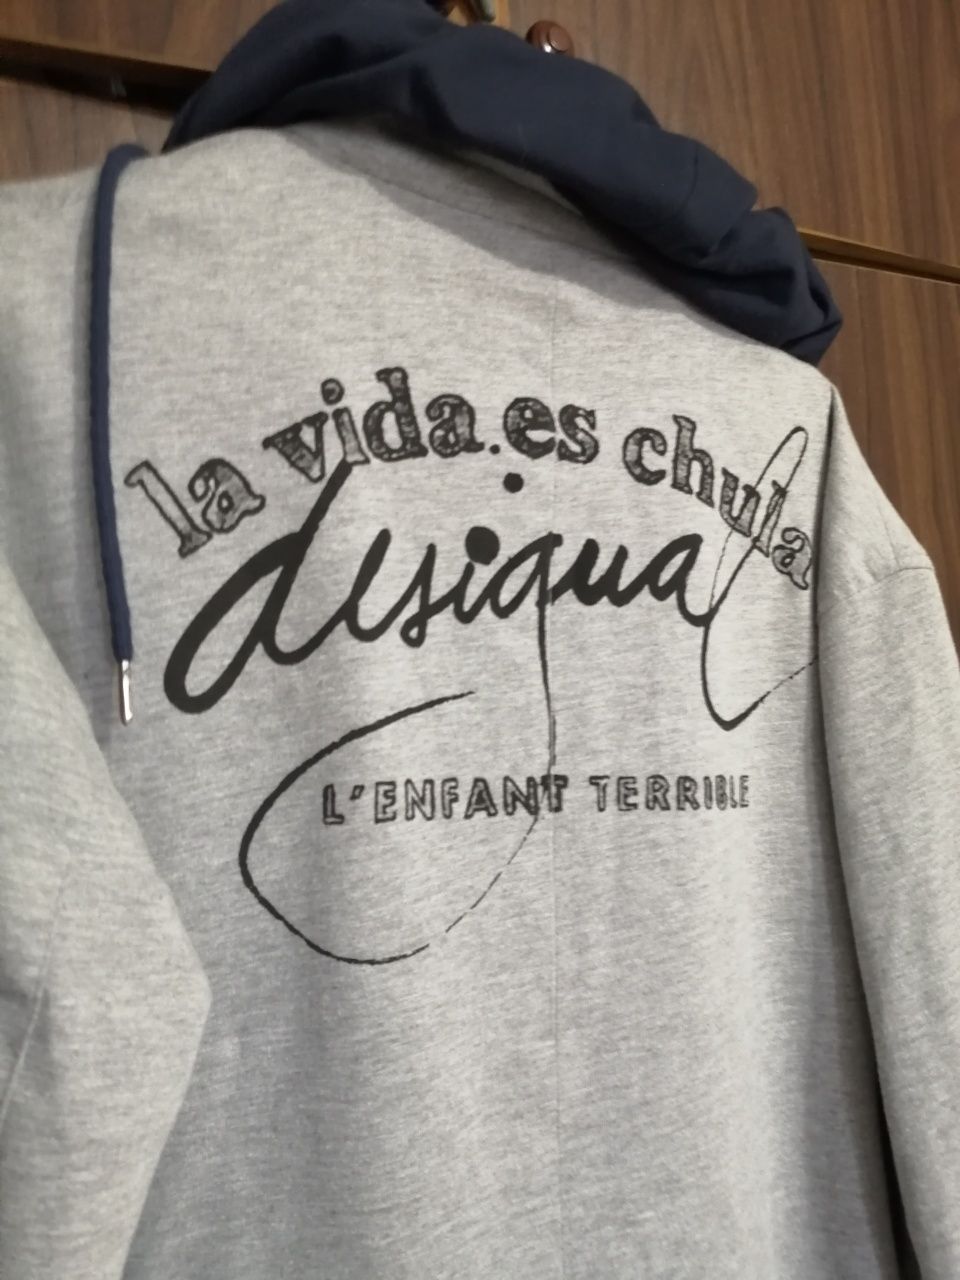 la vida.es chula
desigual
L'ENFANT TERRIBLE